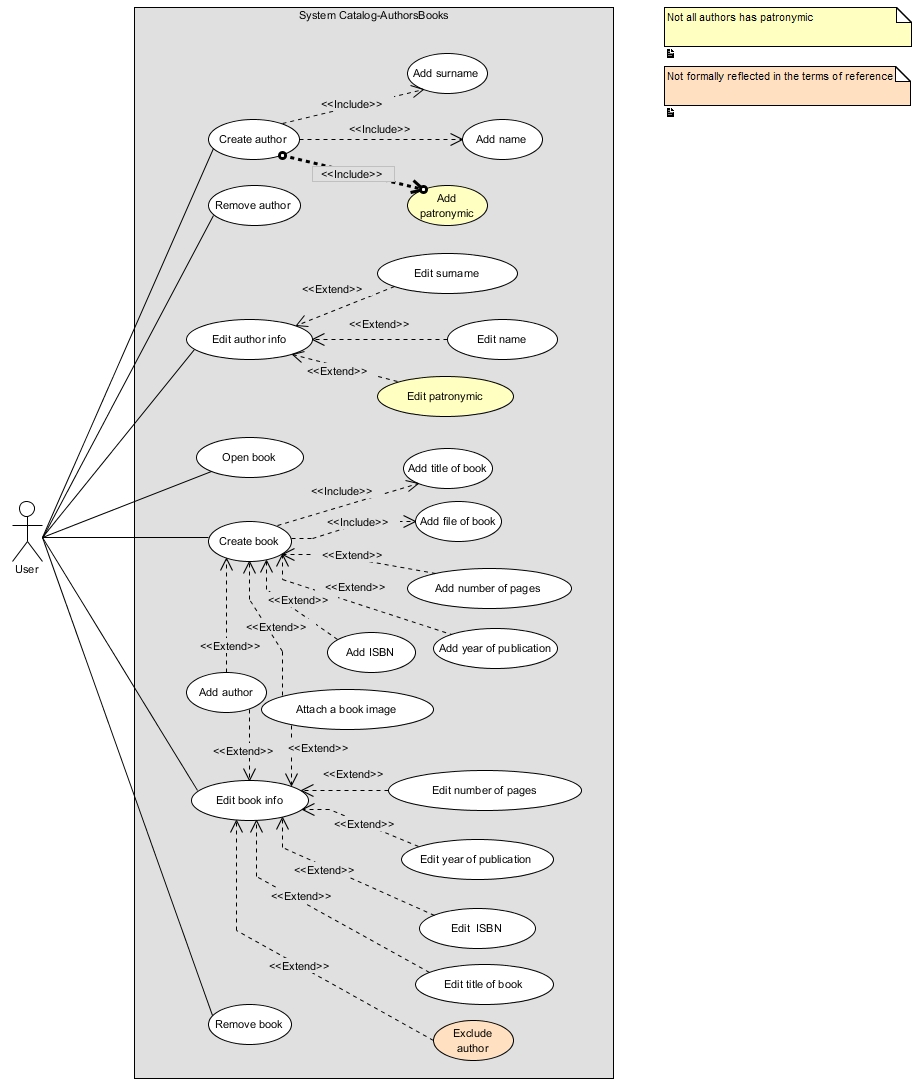 System Catalog-AuthorsBooks
Not all authors has patronymic
Not formally reflected in the terms of reference
Add surname
<<Include>>
Create author
<<Include>>
Add name
<<Include>>
Add
patronymic
Remove author
Edit surname
<<Extend>>
<<Extend>>
Edit author info
Edit name
<<Extend>>
Edit patronymic
Open book
Add title of book
<<Include>>
<<Include>>
Add file of book
Create book
<<Extend>>
Add number of pages
<<Extend>>
<<Extend>>
<<Extend>>
<<Extend>>
Add ISBN
Add year of publication
User
Add author
Attach a book image
<<Extend>>
<<Extend>>
<<Extend>>
Edit book info
Edit number of pages
<<Extend>>
Edit year of publication
<<Extend>>
<<Extend>>
Edit  ISBN
<<Extend>>
Edit title of book
Remove book
Exclude
author